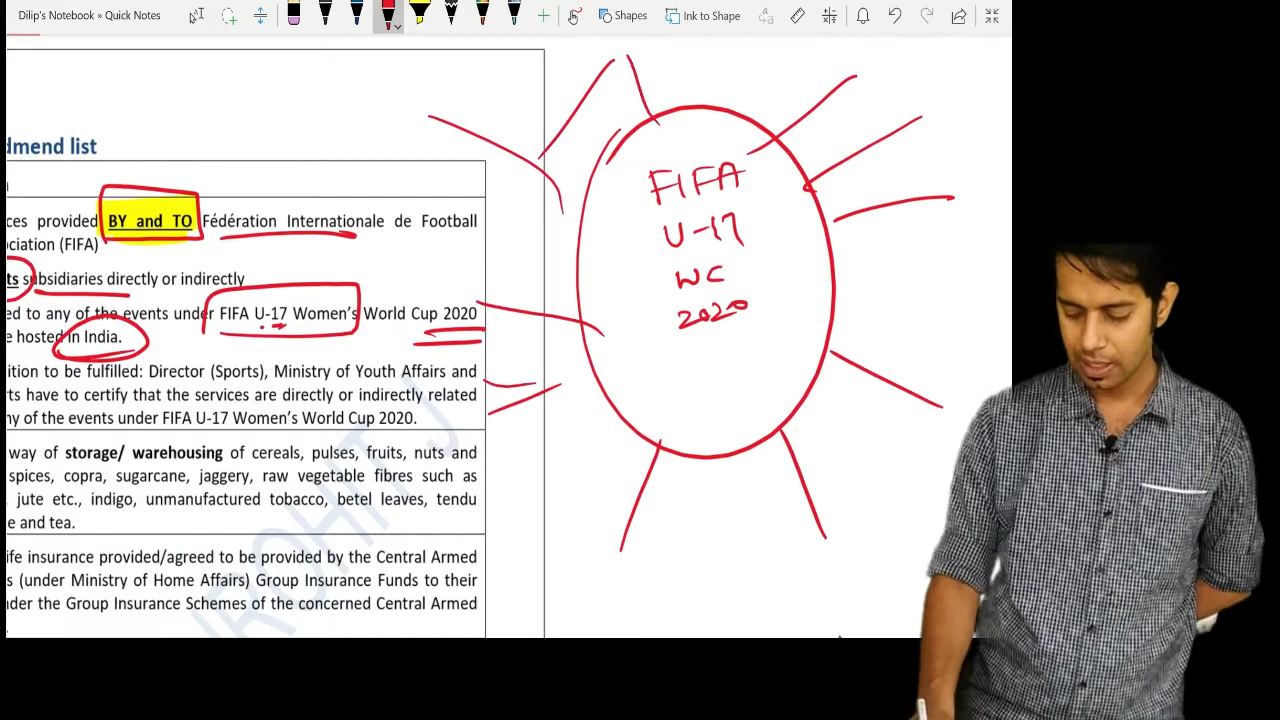 Dilip's Notebook » Quick Notes
Shapes
Ink to Shape
dmend list
ces provided BY and TO Fédération Internationale de Football
ciation (FIFA)
ts subsidiaries directly or indirectly
ed to any of the events under FIFA U-17 Women's World Cup 2020
e hosted in India.
ition to be fulfilled: Director (Sports), Ministry of Youth Affairs and
rts have to certify that the services are directly or indirectly related
ny of the events under FIFA U-17 Women's World Cup 2020.
way of storage/ warehousing of cereals, pulses, fruits, nuts and
spices, copra, sugarcane, jaggery, raw vegetable fibres such as
, jute etc., indigo, unmanufactured tobacco, betel leaves, tendu
e and tea.
ife insurance provided/agreed to be provided by the Central Armed
s (under Ministry of Home Affairs) Group Insurance Funds to their
nder the Group Insurance Schemes of the concerned Central Armed
ROHIT J
FIFA
U-17
WC
2020